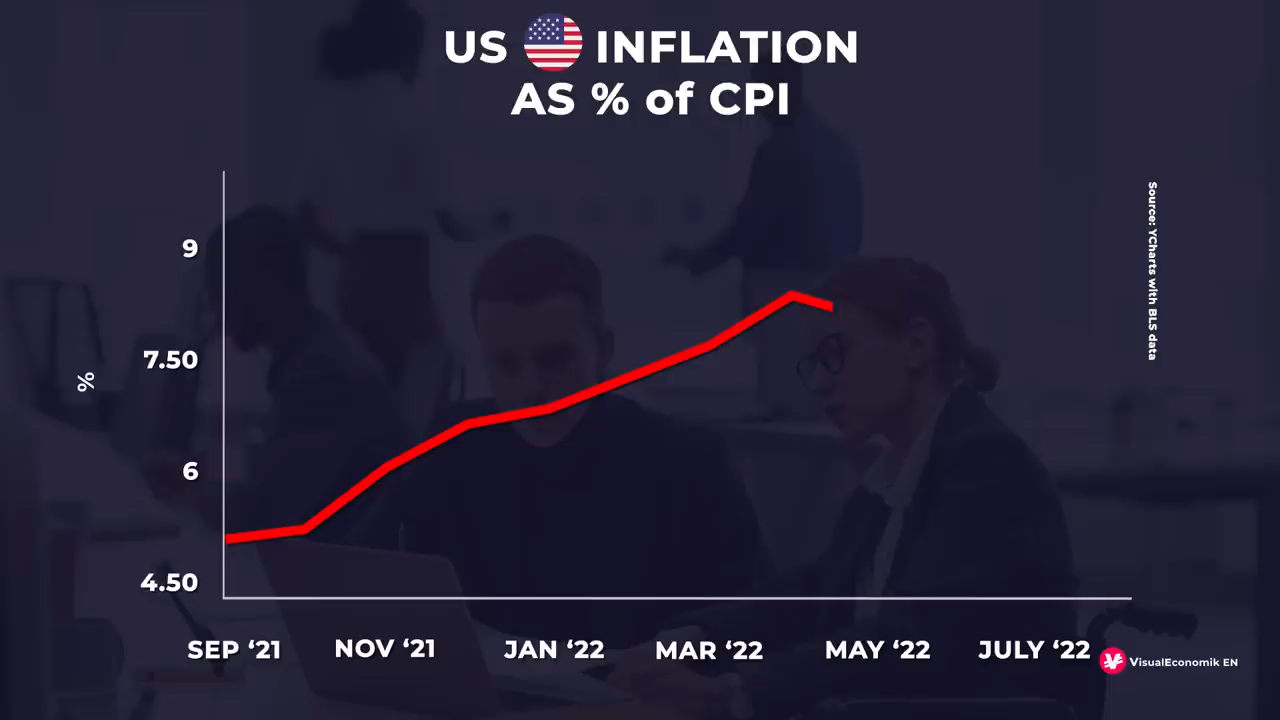 US INFLATION
AS % of CPI
9
7.50
%
6
4.50
SEP ‘21
NOV ‘21
JAN ‘22
MAR ‘22
MAY ‘22
JULY ‘22
Source: YCharts with BLS data
VisualEconomik EN